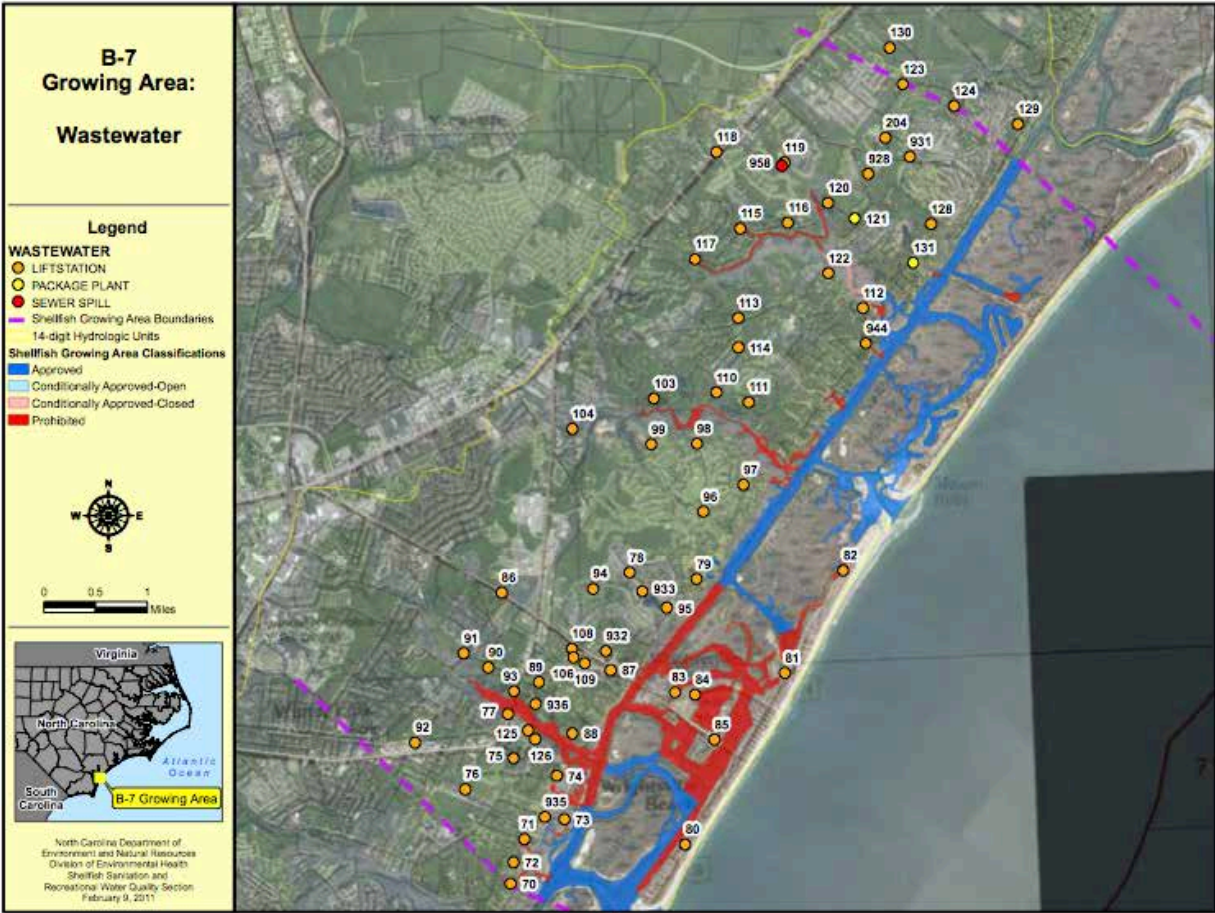 B-7
Growing Area:
Wastewater
Legend
WASTEWATER
LIFTSTATION
PACKAGE PLANT
SEWER SPILL
Shellfish Growing Area Boundaries
14-digit Hydrologic Units
Shellfish Growing Area Classifications
Approved
Conditionally Approved-Open
Conditionally Approved-Closed
Prohibited
N
W E
S
0 0.5 1
Miles
Virginia
North Carolina
Atlantic
Ocean
South
Carolina
B-7 Growing Area
North Carolina Department of
Environment and Natural Resources
Division of Environmental Health
Shellfish Sanitation and
Recreational Water Quality Section
February 9, 2011
130
123
124
129
118
204
931
119
958
928
120
115
116
121
128
117
131
122
112
113
944
114
110
103
111
104
99
98
97
96
82
78
79
86
94
933
95
108
932
91
90
89
106
109
87
81
93
83
84
936
77
92
125
88
85
75
126
76
74
935
73
71
80
72
70